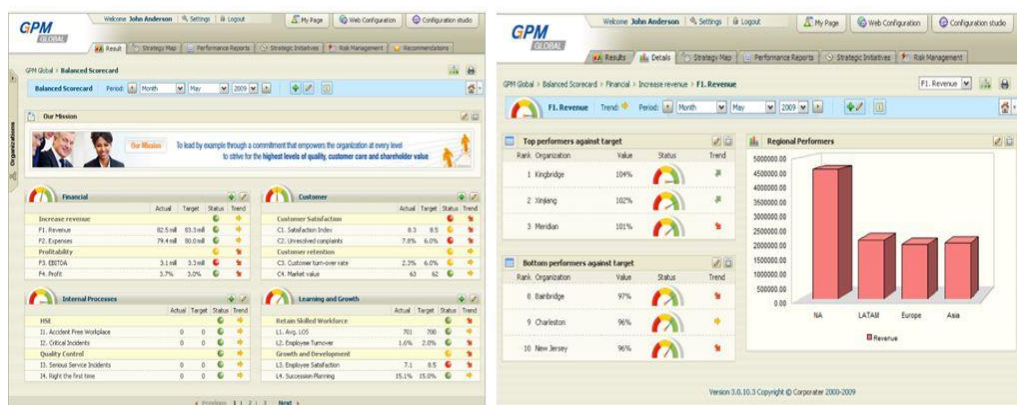 GPM
GLOBAL
Welcome John Anderson Settings Logout
My Page Web Configuration Configuration studio
Result Strategy Map Performance Reports Strategic Initiatives Risk Management Recommendations
GPM Global > Balanced Scorecard
Balanced Scorecard Period: Month May 2009
Organizations
Our Mission
Our Mission To lead by example through a commitment that empowers the organization at every level
to strive for the highest levels of quality, customer care and shareholder value
Financial
Actual Target Status Trend
Increase revenue
F1. Revenue 82.5 mil 83.3 mil
F2. Expenses 79.4 mil 80.0 mil
Profitability
F3. EBITDA 3.1 mil 3.3 mil
F4. Profit 3.7% 3.0%
Customer
Actual Target Status Trend
Customer Satisfaction
C1. Satisfaction Index 8.3 8.5
C2. Unresolved complaints 7.8% 6.0%
Customer retention
C3. Customer turn-over rate 2.3% 6.0%
C4. Market value 63 62
Internal Processes
Actual Target Status Trend
HSE
I1. Accident Free Workplace 0 0
I2. Critical Incidents 0 0
Quality Control
I3. Serious Service Incidents 0 0
I4. Right the first time 0 0
Learning and Growth
Actual Target Status Trend
Retain Skilled Workforce
L1. Avg. LOS 701 700
L2. Employee Turnover 1.6% 2.0%
Growth and Development
L3. Employee Satisfaction 7.1 8.5
L4. Succession Planning 15.1% 15.0%
Previous 1 | 2 | 3 Next
GPM
GLOBAL
Welcome John Anderson Settings Logout
My Page Web Configuration Configuration studio
Results Details Strategy Map Performance Reports Strategic Initiatives Risk Management
GPM Global > Balanced Scorecard > Financial > Increase revenue > F1. Revenue
F1. Revenue
F1. Revenue Trend: Period: Month May 2009
Top performers against target
Rank Organization Value Status Trend
1 Kingbridge 104%
2 Xinjiang 102%
3 Meridian 101%
Bottom performers against target
Rank Organization Value Status Trend
8 Bainbridge 97%
9 Charleston 96%
10 New Jersey 96%
Regional Performers
5000000.00
4500000.00
4000000.00
3500000.00
3000000.00
2500000.00
2000000.00
1500000.00
1000000.00
500000.00
0.00
NA LATAM Europe Asia
Revenue
Version 3.0.10.3 Copyright © Corporater 2000-2009